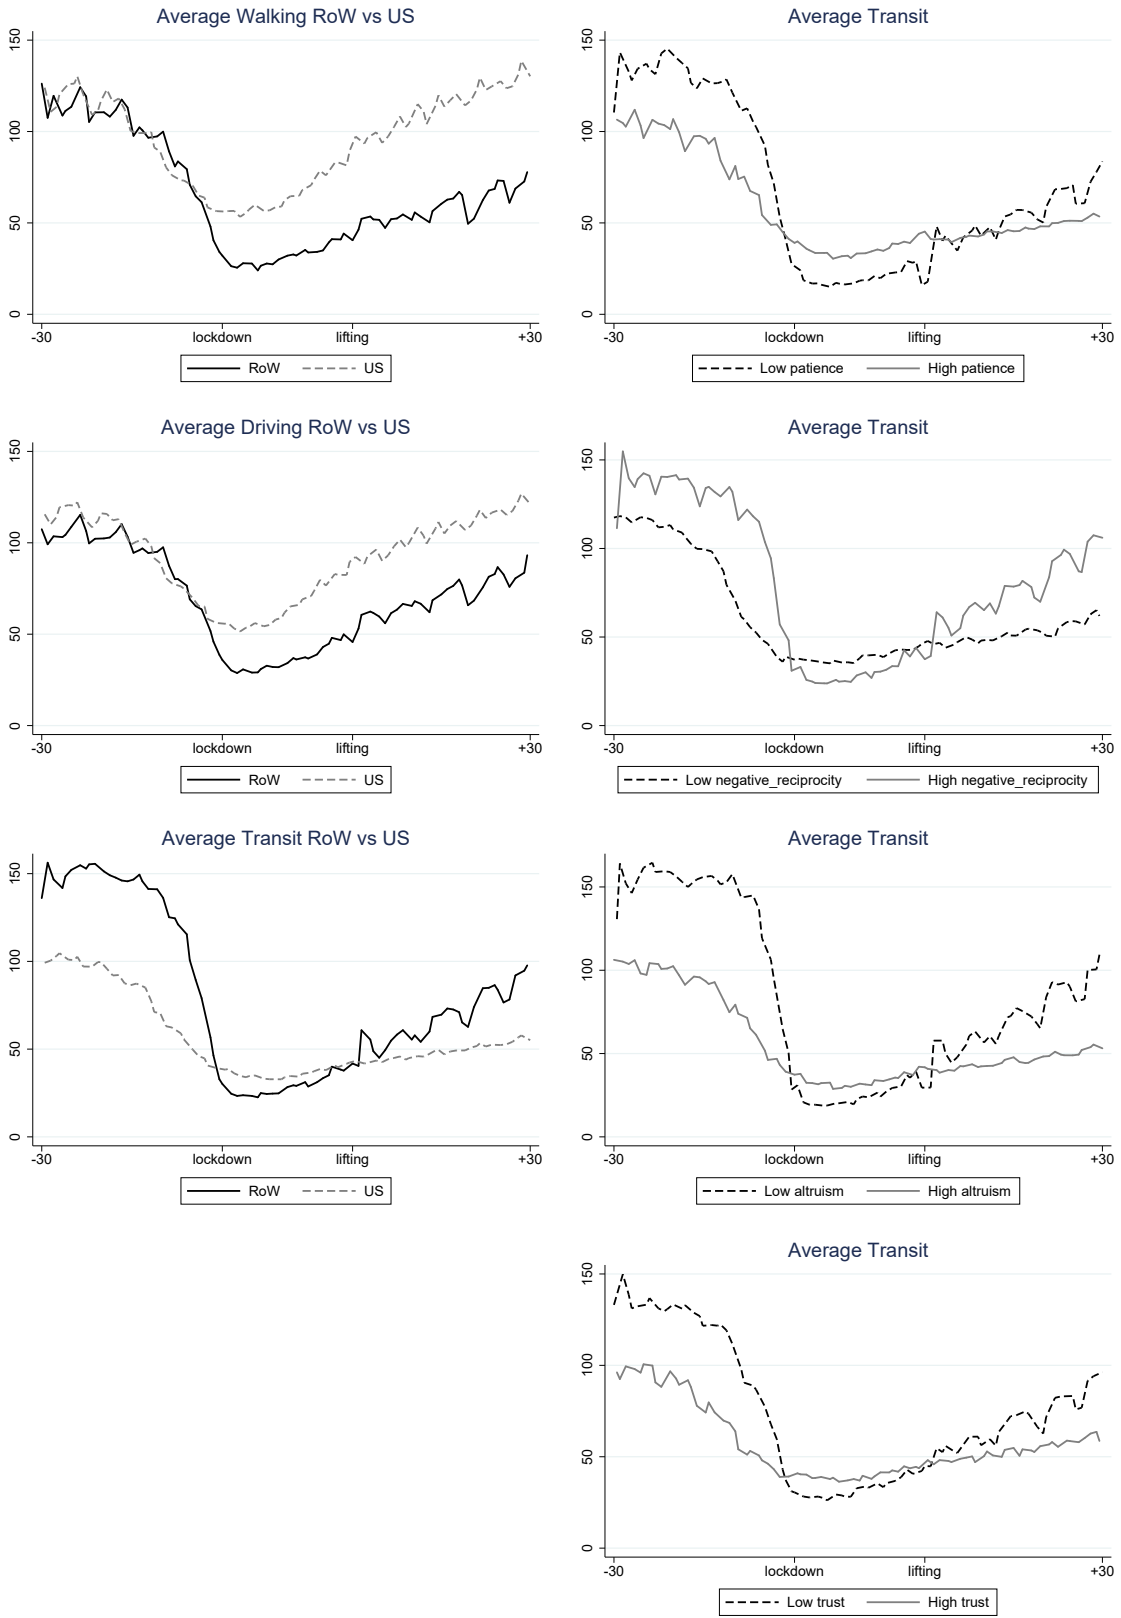 Average Walking RoW vs US
150
100
50
0
-30 lockdown lifting +30
RoW US
Average Transit
150
100
50
0
-30 lockdown lifting +30
Low patience High patience
Average Driving RoW vs US
150
100
50
0
-30 lockdown lifting +30
RoW US
Average Transit
150
100
50
0
-30 lockdown lifting +30
Low negative_reciprocity High negative_reciprocity
Average Transit RoW vs US
150
100
50
0
-30 lockdown lifting +30
RoW US
Average Transit
150
100
50
0
-30 lockdown lifting +30
Low altruism High altruism
Average Transit
150
100
50
0
-30 lockdown lifting +30
Low trust High trust